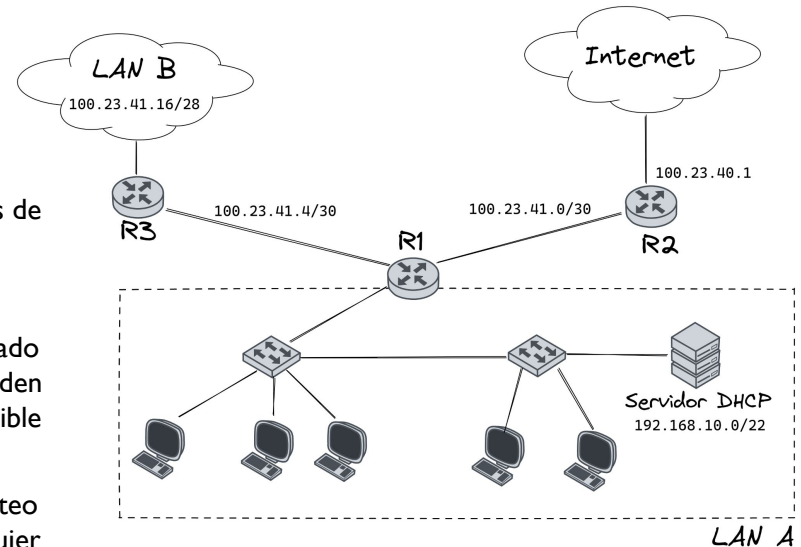 LAN B
100.23.41.16/28
Internet
100.23.40.1
s de
100.23.41.4/30
100.23.41.0/30
R3
R1
R2
ado
den
ible
Servidor DHCP
192.168.10.0/22
teo
uier
LAN A